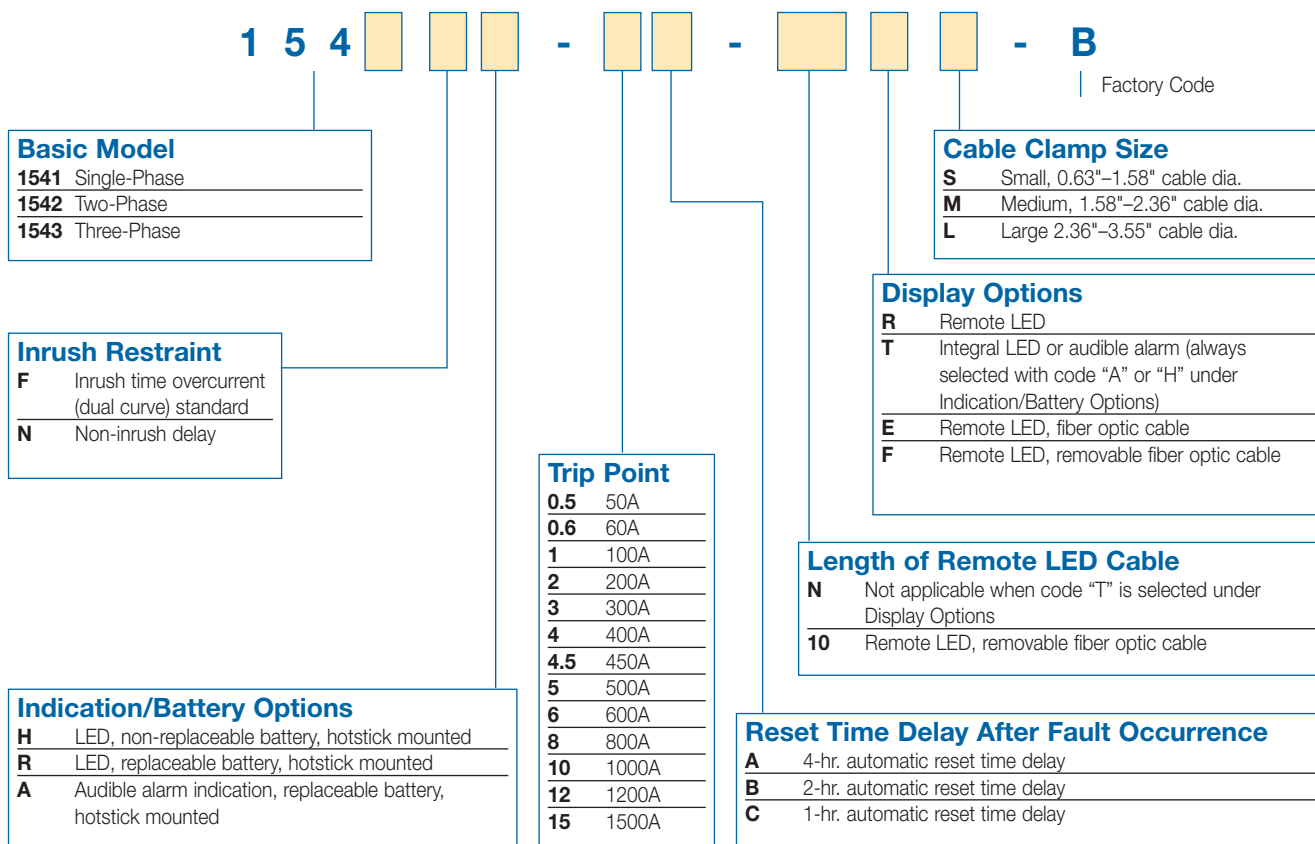 1 5 4 - - - B
Factory Code
Basic Model
1541 Single-Phase
1542 Two-Phase
1543 Three-Phase
Cable Clamp Size
S Small, 0.63"–1.58" cable dia.
M Medium, 1.58"–2.36" cable dia.
L Large 2.36"–3.55" cable dia.
Display Options
R Remote LED
T Integral LED or audible alarm (always
selected with code “A” or “H” under
Indication/Battery Options)
E Remote LED, fiber optic cable
F Remote LED, removable fiber optic cable
Inrush Restraint
F Inrush time overcurrent
(dual curve) standard
N Non-inrush delay
Trip Point
0.5 50A
0.6 60A
1 100A
2 200A
3 300A
4 400A
4.5 450A
5 500A
6 600A
8 800A
10 1000A
12 1200A
15 1500A
Length of Remote LED Cable
N Not applicable when code “T” is selected under
Display Options
10 Remote LED, removable fiber optic cable
Indication/Battery Options
H LED, non-replaceable battery, hotstick mounted
R LED, replaceable battery, hotstick mounted
A Audible alarm indication, replaceable battery,
hotstick mounted
Reset Time Delay After Fault Occurrence
A 4-hr. automatic reset time delay
B 2-hr. automatic reset time delay
C 1-hr. automatic reset time delay